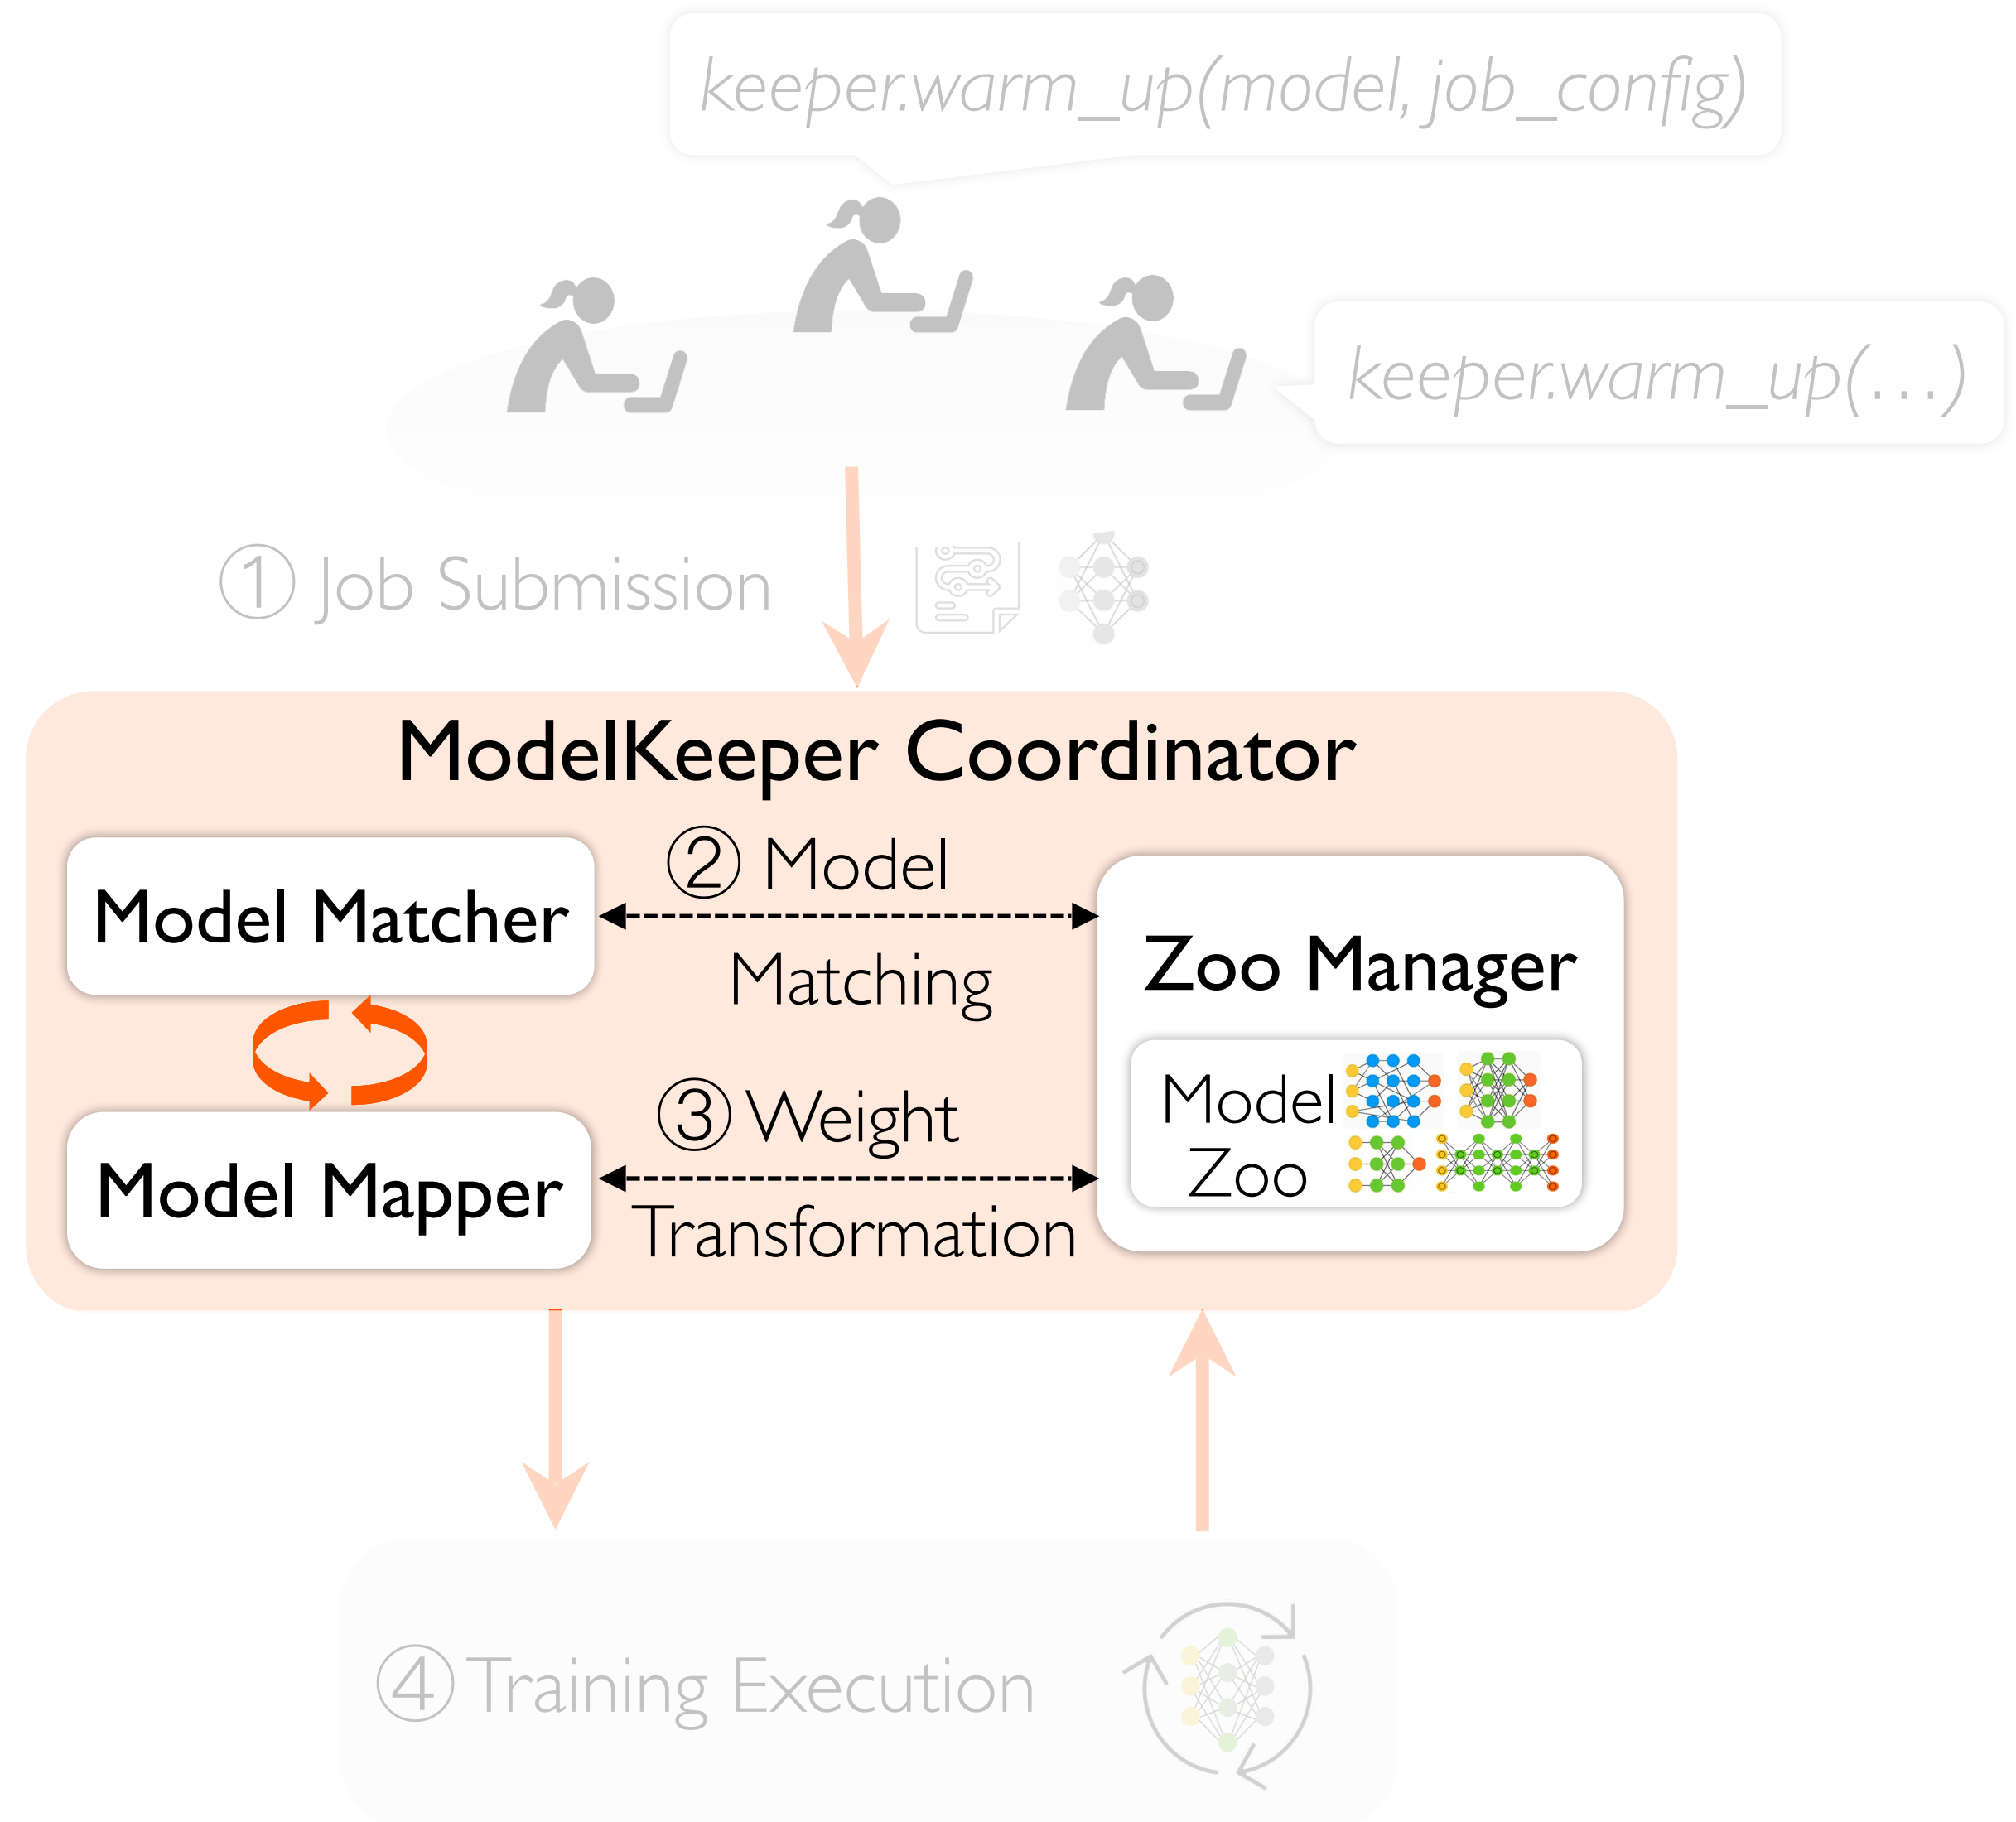 keeper.warm_up(model, job_config)
keeper.warm_up(...)
① Job Submission
ModelKeeper Coordinator
Model Matcher
② Model
Matching
Zoo Manager
Model
Zoo
Model Mapper
③ Weight
Transformation
④ Training Execution